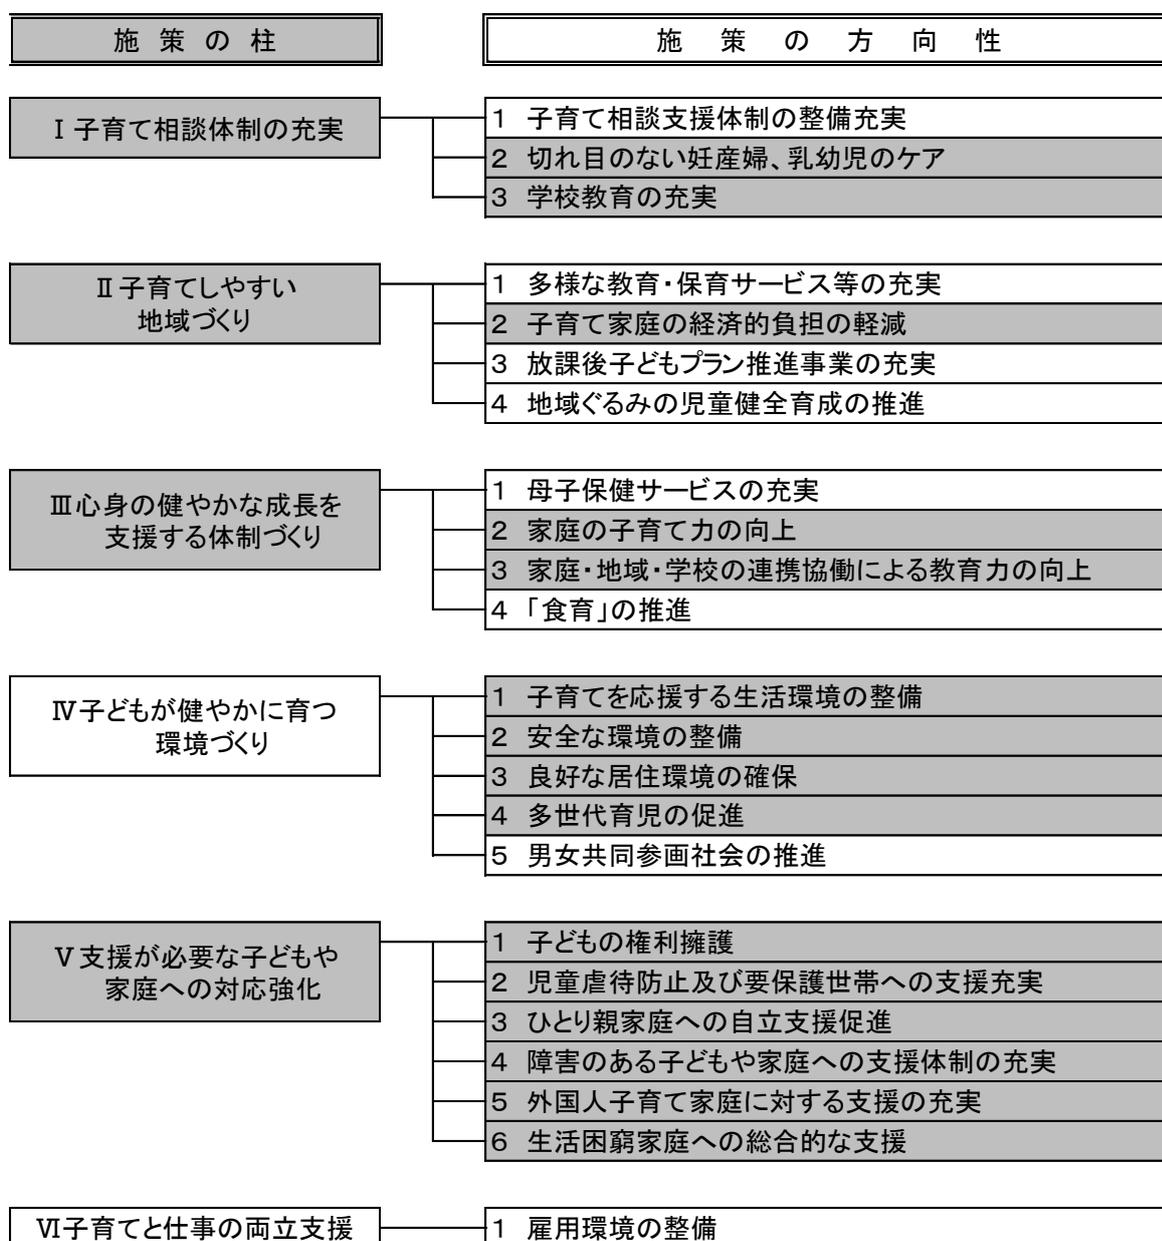 施策の柱
施策の方向性
Ⅰ子育て相談体制の充実
1 子育て相談支援体制の整備充実
2 切れ目のない妊産婦、乳幼児のケア
3 学校教育の充実
Ⅱ子育てしやすい
地域づくり
1 多様な教育・保育サービス等の充実
2 子育て家庭の経済的負担の軽減
3 放課後子どもプラン推進事業の充実
4 地域ぐるみの児童健全育成の推進
Ⅲ心身の健やかな成長を
支援する体制づくり
1 母子保健サービスの充実
2 家庭の子育て力の向上
3 家庭・地域・学校の連携協働による教育力の向上
4 「食育」の推進
Ⅳ子どもが健やかに育つ
環境づくり
1 子育てを応援する生活環境の整備
2 安全な環境の整備
3 良好な居住環境の確保
4 多世代育児の促進
5 男女共同参画社会の推進
Ⅴ支援が必要な子どもや
家庭への対応強化
1 子どもの権利擁護
2 児童虐待防止及び要保護世帯への支援充実
3 ひとり親家庭への自立支援促進
4 障害のある子どもや家庭への支援体制の充実
5 外国人子育て家庭に対する支援の充実
6 生活困窮家庭への総合的な支援
Ⅵ子育てと仕事の両立支援
1 雇用環境の整備